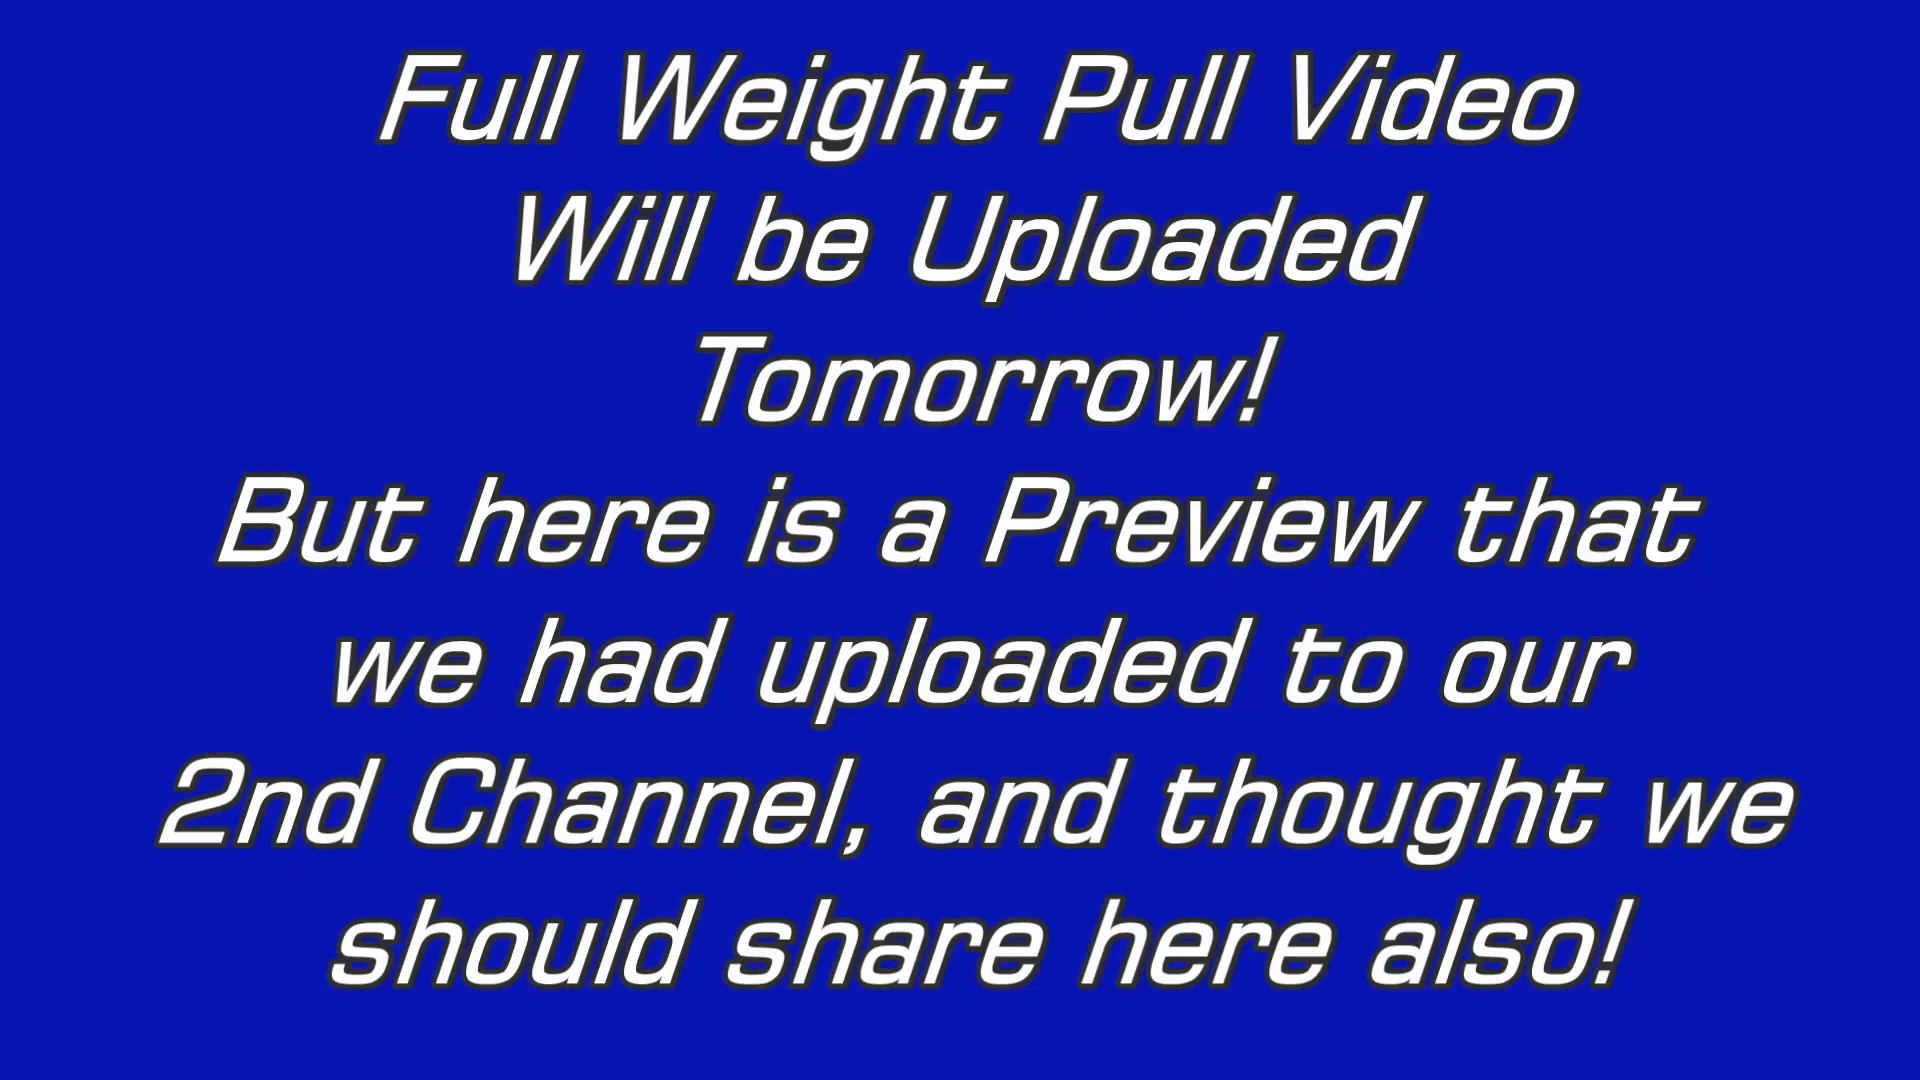 Full Weight Pull Video
Will be Uploaded
Tomorrow!
But here is a Preview that
we had uploaded to our
2nd Channel, and thought we
should share here also!